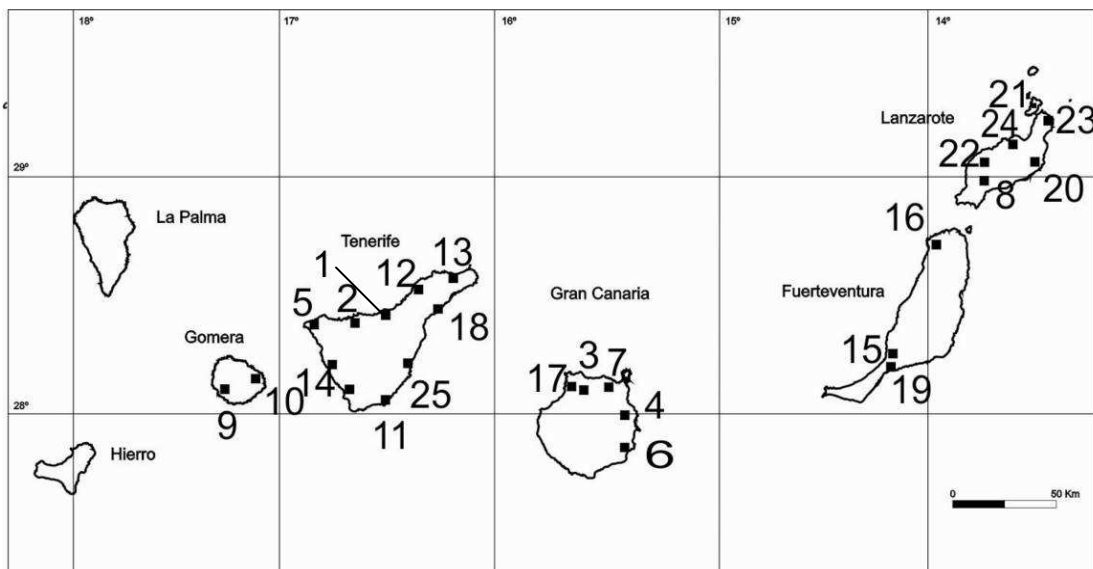 18º 17º 16º 15º 14º
21
Lanzarote 24 23
22
29º
8 20
La Palma 16
Tenerife 13
1 12
5 2 Gran Canaria Fuerteventura
18
Gomera
3 7 15
14 17 19
10 25
9 11 4
28º
6
Hierro
0 50 Km